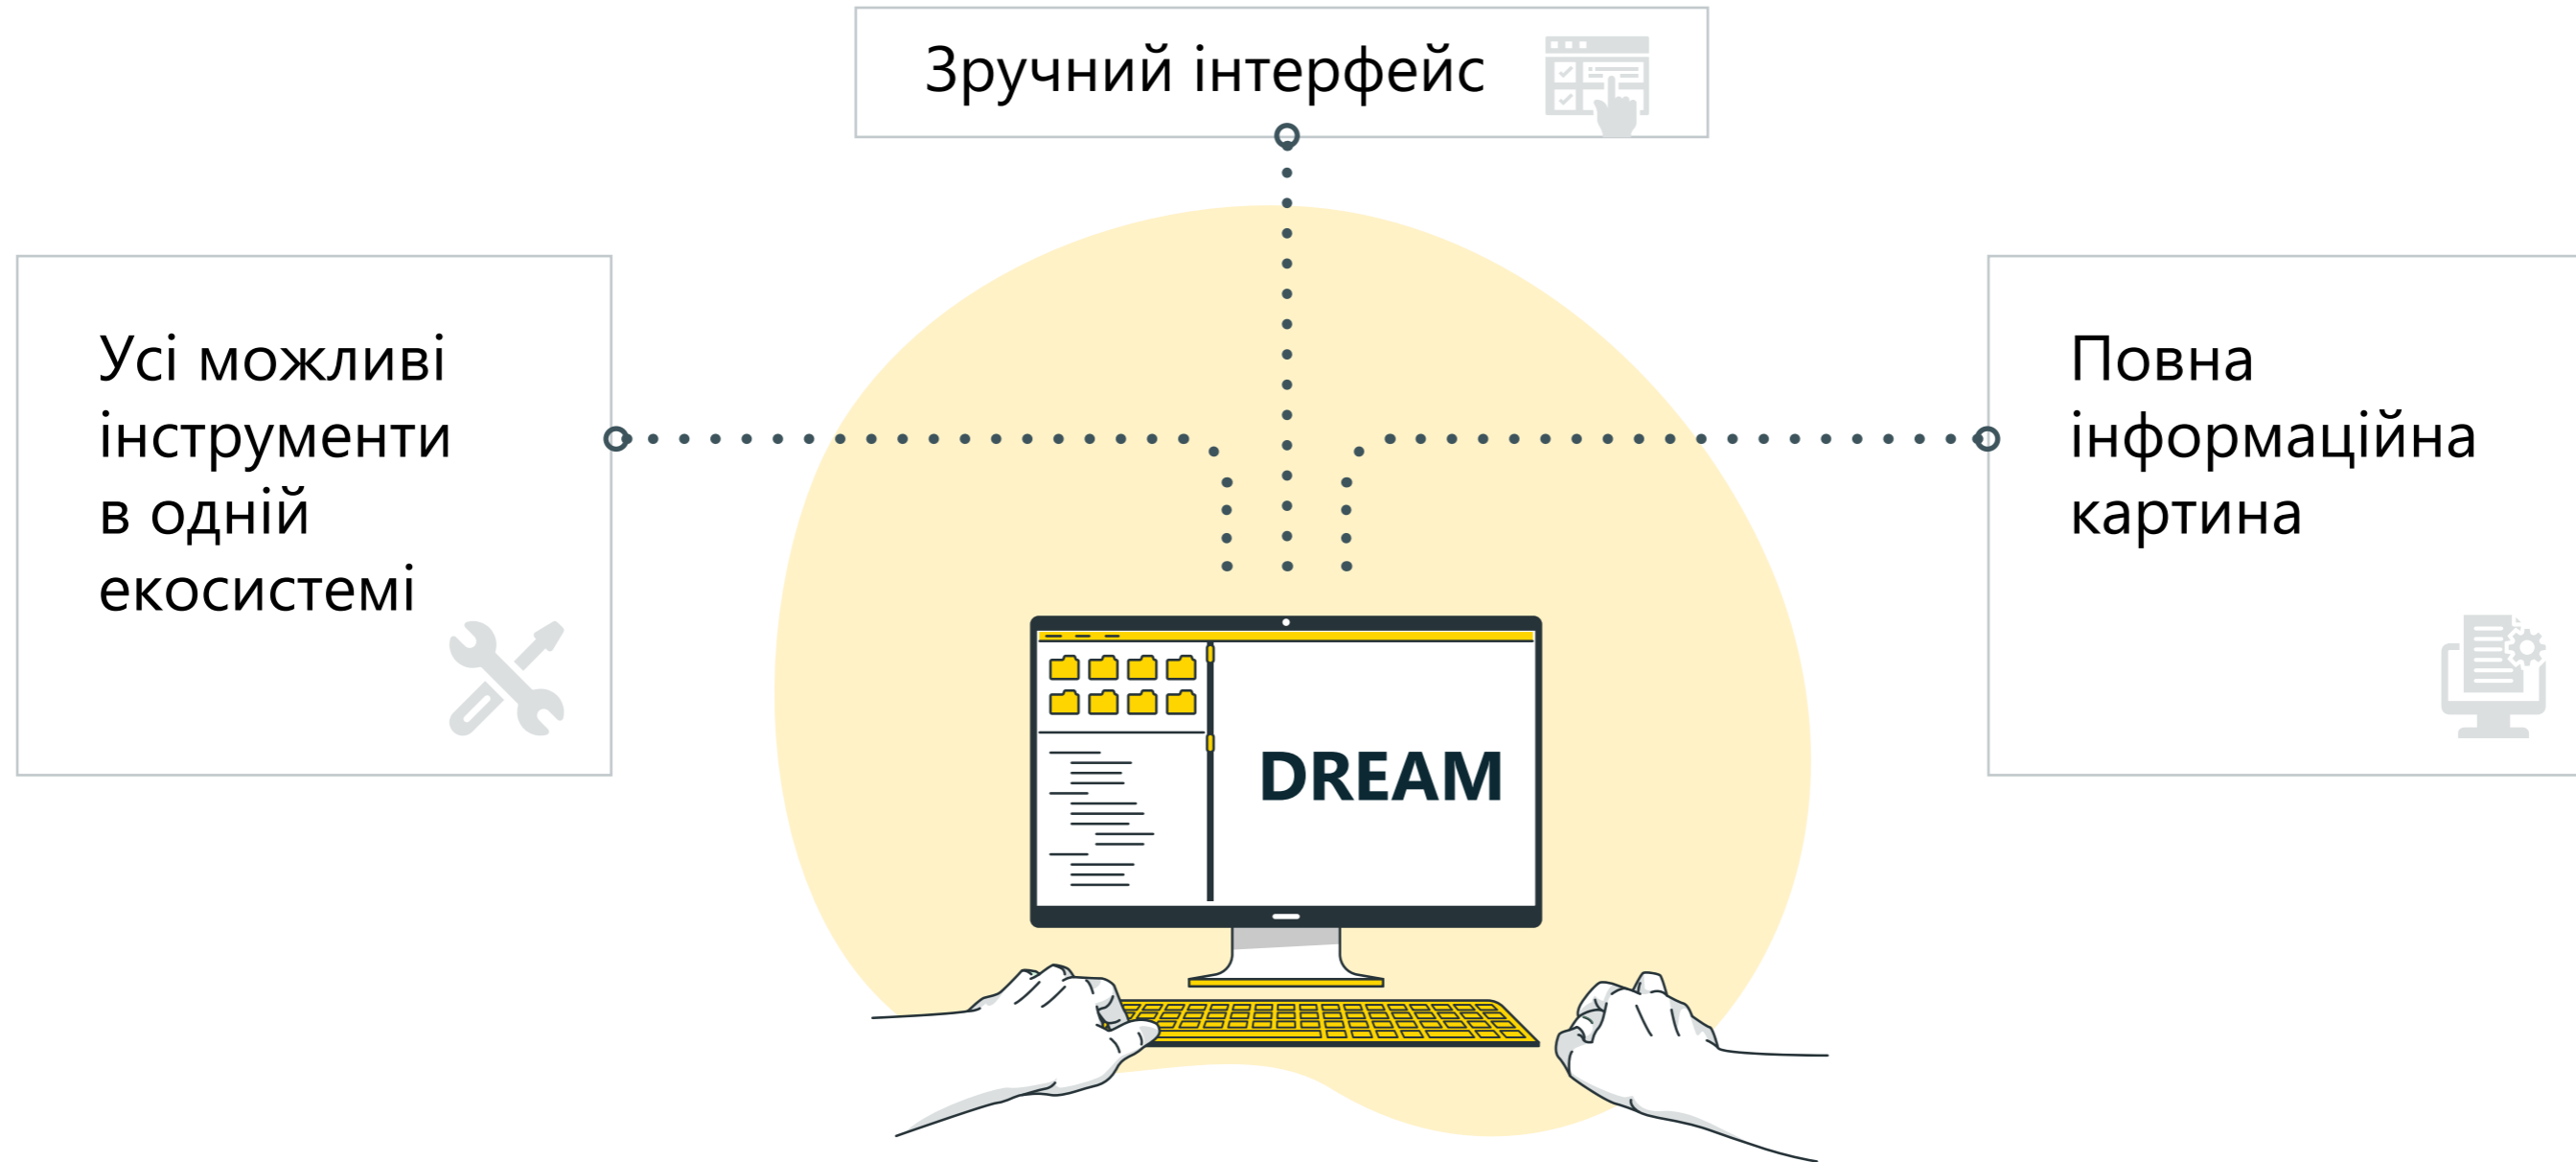 Зручний інтерфейс
Усі можливі
інструменти
в одній
екосистемі
Повна
інформаційна
картина
DREAM